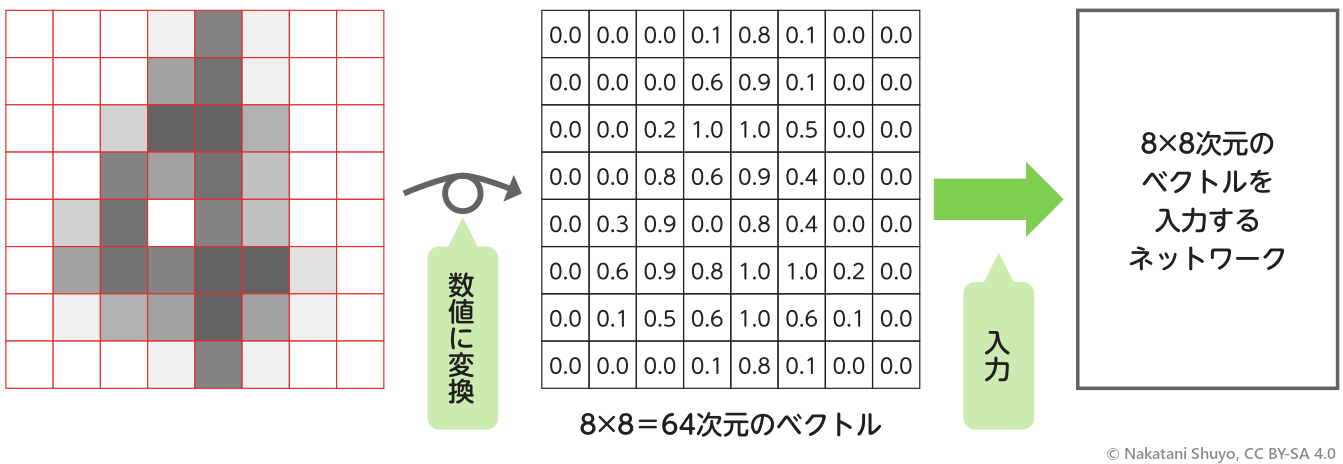 0.0 0.0 0.0 0.1 0.8 0.1 0.0 0.0
0.0 0.0 0.0 0.6 0.9 0.1 0.0 0.0
0.0 0.0 0.2 1.0 1.0 0.5 0.0 0.0
0.0 0.0 0.8 0.6 0.9 0.4 0.0 0.0
0.0 0.3 0.9 0.0 0.8 0.4 0.0 0.0
0.0 0.6 0.9 0.8 1.0 1.0 0.2 0.0
0.0 0.1 0.5 0.6 1.0 0.6 0.1 0.0
0.0 0.0 0.0 0.1 0.8 0.1 0.0 0.0
数値に変換
8×8＝64次元のベクトル
入力
8×8次元の
ベクトルを
入力する
ネットワーク
© Nakatani Shuyo, CC BY-SA 4.0